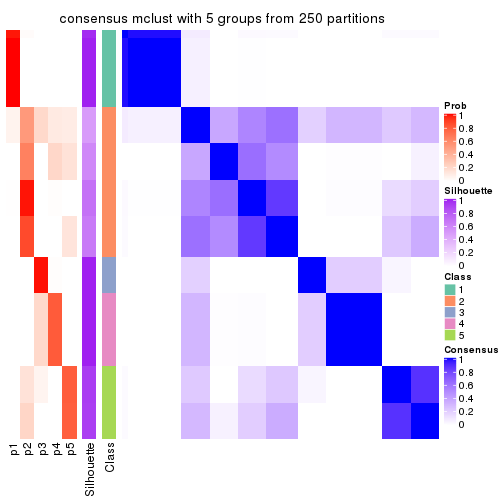 consensus mclust with 5 groups from 250 partitions
Prob
1
0.8
0.6
0.4
0.2
0
Silhouette
1
0.8
0.6
0.4
0.2
0
Class
1
2
3
4
5
Consensus
1
0.8
0.6
0.4
0.2
0
p1
p2
p3
p4
p5
Silhouette
Class